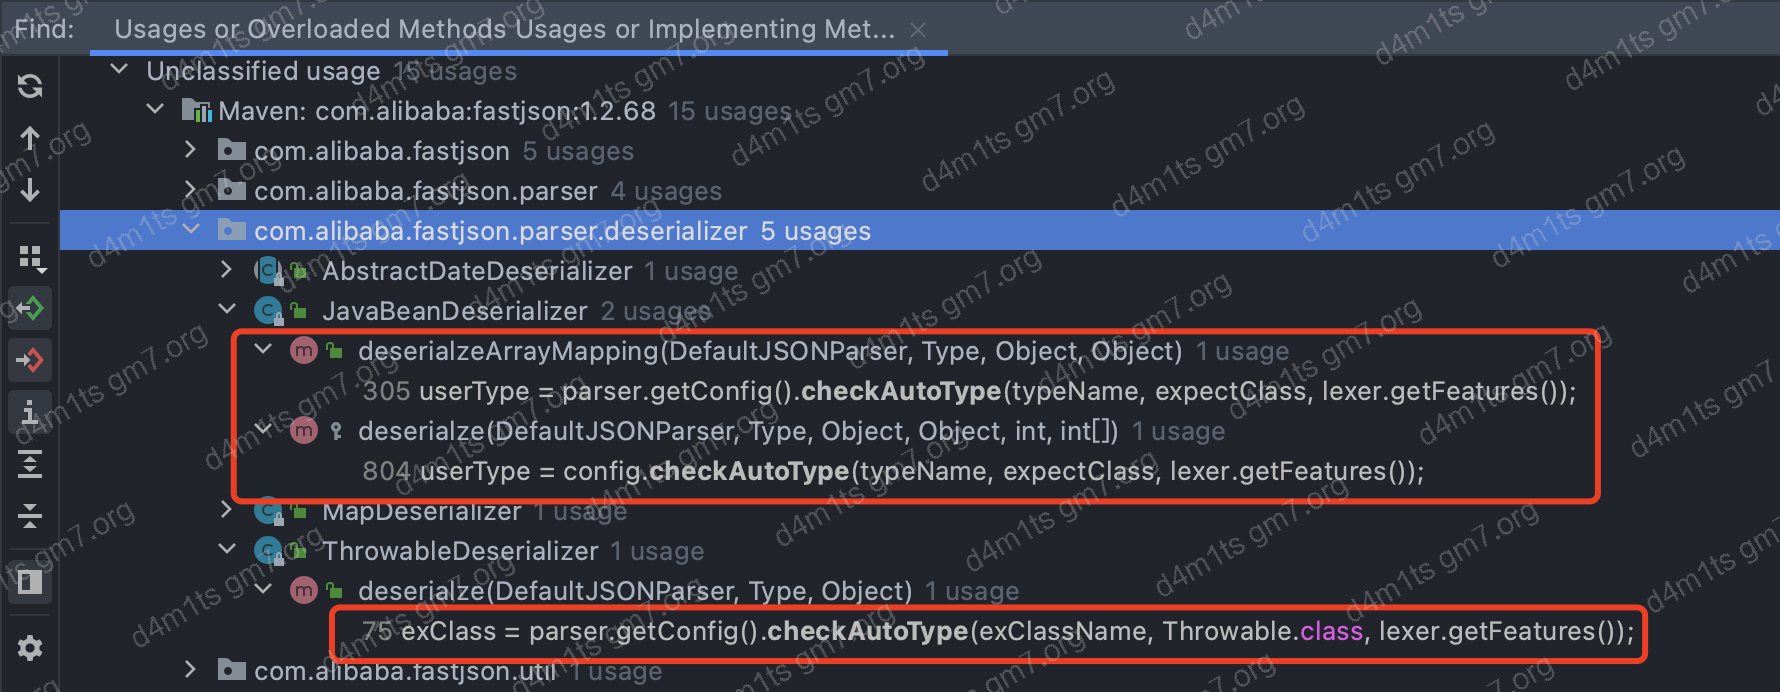 Find:
Usages or Overloaded Methods Usages or Implementing Met...
Unclassified usage 15 usages
Maven: com.alibaba:fastjson:1.2.68 15 usages
com.alibaba.fastjson 5 usages
com.alibaba.fastjson.parser 4 usages
com.alibaba.fastjson.parser.deserializer 5 usages
AbstractDateDeserializer 1 usage
JavaBeanDeserializer 2 usages
deserialzeArrayMapping(DefaultJSONParser, Type, Object, Object) 1 usage
305 userType = parser.getConfig().checkAutoType(typeName, expectClass, lexer.getFeatures());
deserialze(DefaultJSONParser, Type, Object, Object, int, int[]) 1 usage
804 userType = config.checkAutoType(typeName, expectClass, lexer.getFeatures());
MapDeserializer 1 usage
ThrowableDeserializer 1 usage
deserialze(DefaultJSONParser, Type, Object) 1 usage
75 exClass = parser.getConfig().checkAutoType(exClassName, Throwable.class, lexer.getFeatures());
com.alibaba.fastjson.util 1 usage
d4m1ts gm7.org